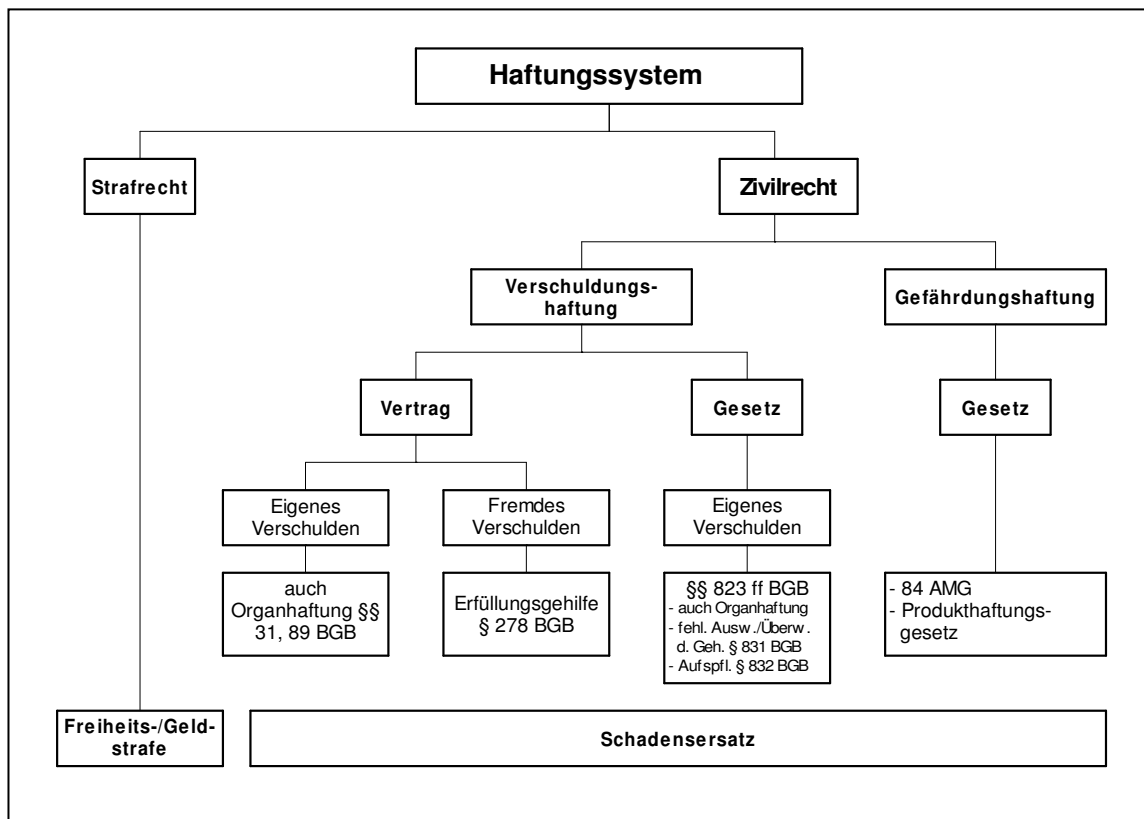 Haftungssystem
Strafrecht
Zivilrecht
Verschuldungs-
haftung
Gefährdungshaftung
Vertrag
Gesetz
Gesetz
Eigenes
Verschulden
Fremdes
Verschulden
Eigenes
Verschulden
auch
Organhaftung §§
31, 89 BGB
Erfüllungsgehilfe
§ 278 BGB
§§ 823 ff BGB
- auch Organhaftung
- fehl. Ausw./Überw.
d. Geh. § 831 BGB
- Aufspfl. § 832 BGB
- 84 AMG
- Produkthaftungs-
gesetz
Freiheits-/Geld-
strafe
Schadensersatz